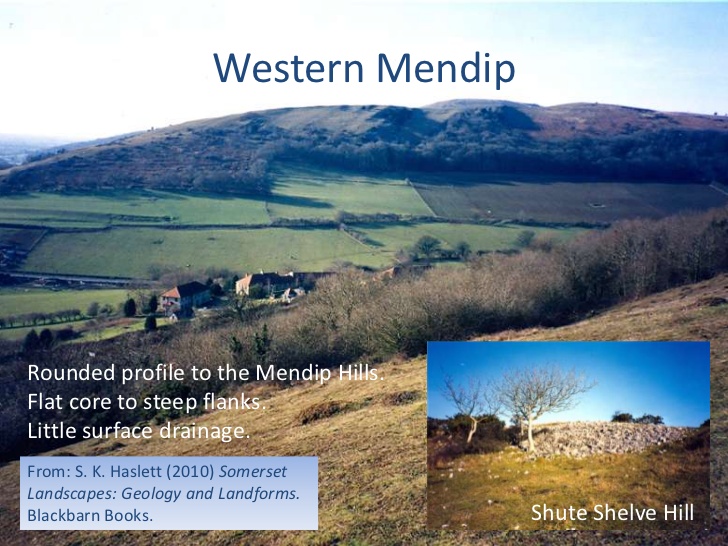 Western Mendip
Rounded profile to the Mendip Hills.
Flat core to steep flanks.
Little surface drainage.
From: S. K. Haslett (2010) Somerset
Landscapes: Geology and Landforms.
Blackbarn Books.
Shute Shelve Hill